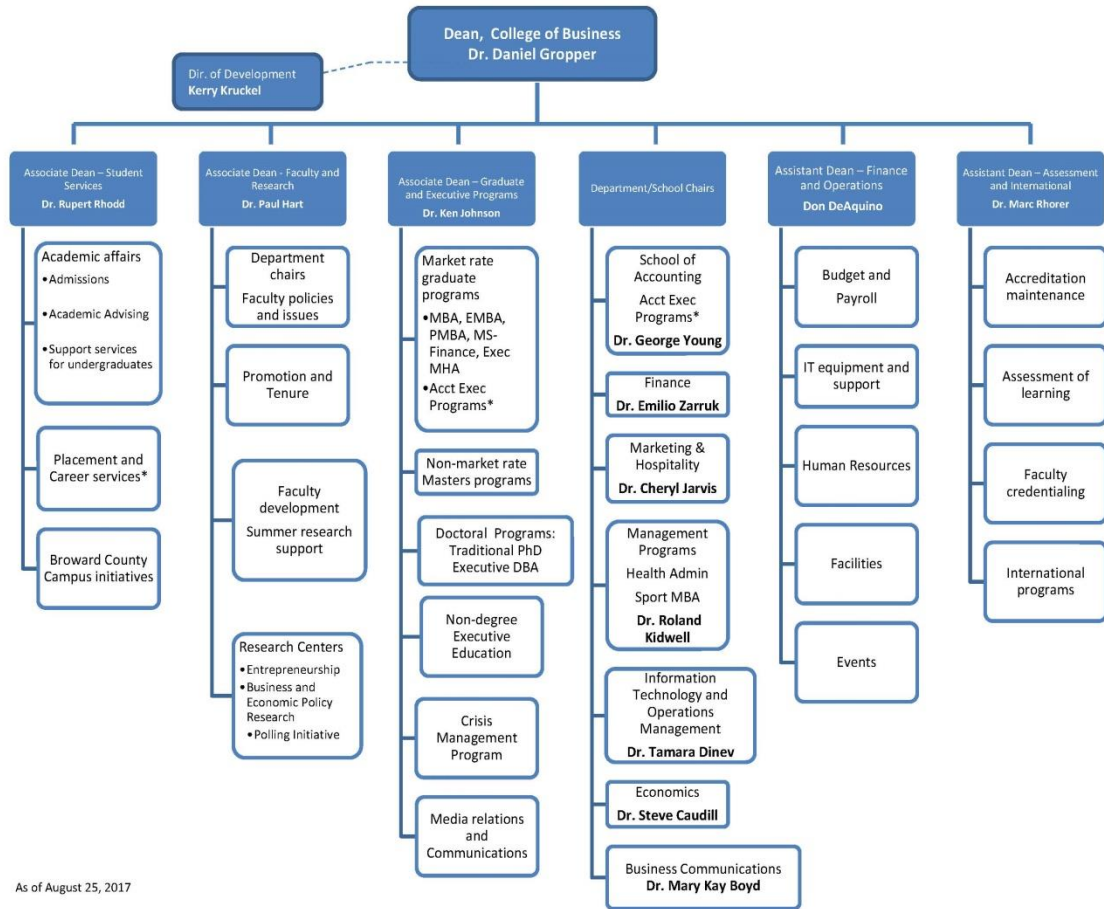 Dean, College of Business
Dr. Daniel Gropper
Dir. of Development
Kerry Kruckel
Associate Dean – Student
Services
Dr. Rupert Rhodd
Academic affairs
•Admissions
•Academic Advising
•Support services
for undergraduates
Placement and
Career services*
Broward County
Campus initiatives
Associate Dean - Faculty and
Research
Dr. Paul Hart
Department
chairs
Faculty policies
and issues
Promotion and
Tenure
Faculty
development
Summer research
support
Research Centers
•Entrepreneurship
•Business and
Economic Policy
Research
•Polling Initiative
Associate Dean – Graduate
and Executive Programs
Dr. Ken Johnson
Market rate
graduate
programs
•MBA, EMBA,
PMBA, MS-
Finance, Exec
MHA
•Acct Exec
Programs*
Non-market rate
Masters programs
Doctoral Programs:
Traditional PhD
Executive DBA
Non-degree
Executive
Education
Crisis
Management
Program
Media relations
and
Communications
Department/School Chairs
School of
Accounting
Acct Exec
Programs*
Dr. George Young
Finance
Dr. Emilio Zarruk
Marketing &
Hospitality
Dr. Cheryl Jarvis
Management
Programs
Health Admin
Sport MBA
Dr. Roland
Kidwell
Information
Technology and
Operations
Management
Dr. Tamara Dinev
Economics
Dr. Steve Caudill
Business Communications
Dr. Mary Kay Boyd
Assistant Dean – Finance
and Operations
Don DeAquino
Budget and
Payroll
IT equipment and
support
Human Resources
Facilities
Events
Assistant Dean – Assessment
and International
Dr. Marc Rhorer
Accreditation
maintenance
Assessment of
learning
Faculty
credentialing
International
programs
As of August 25, 2017